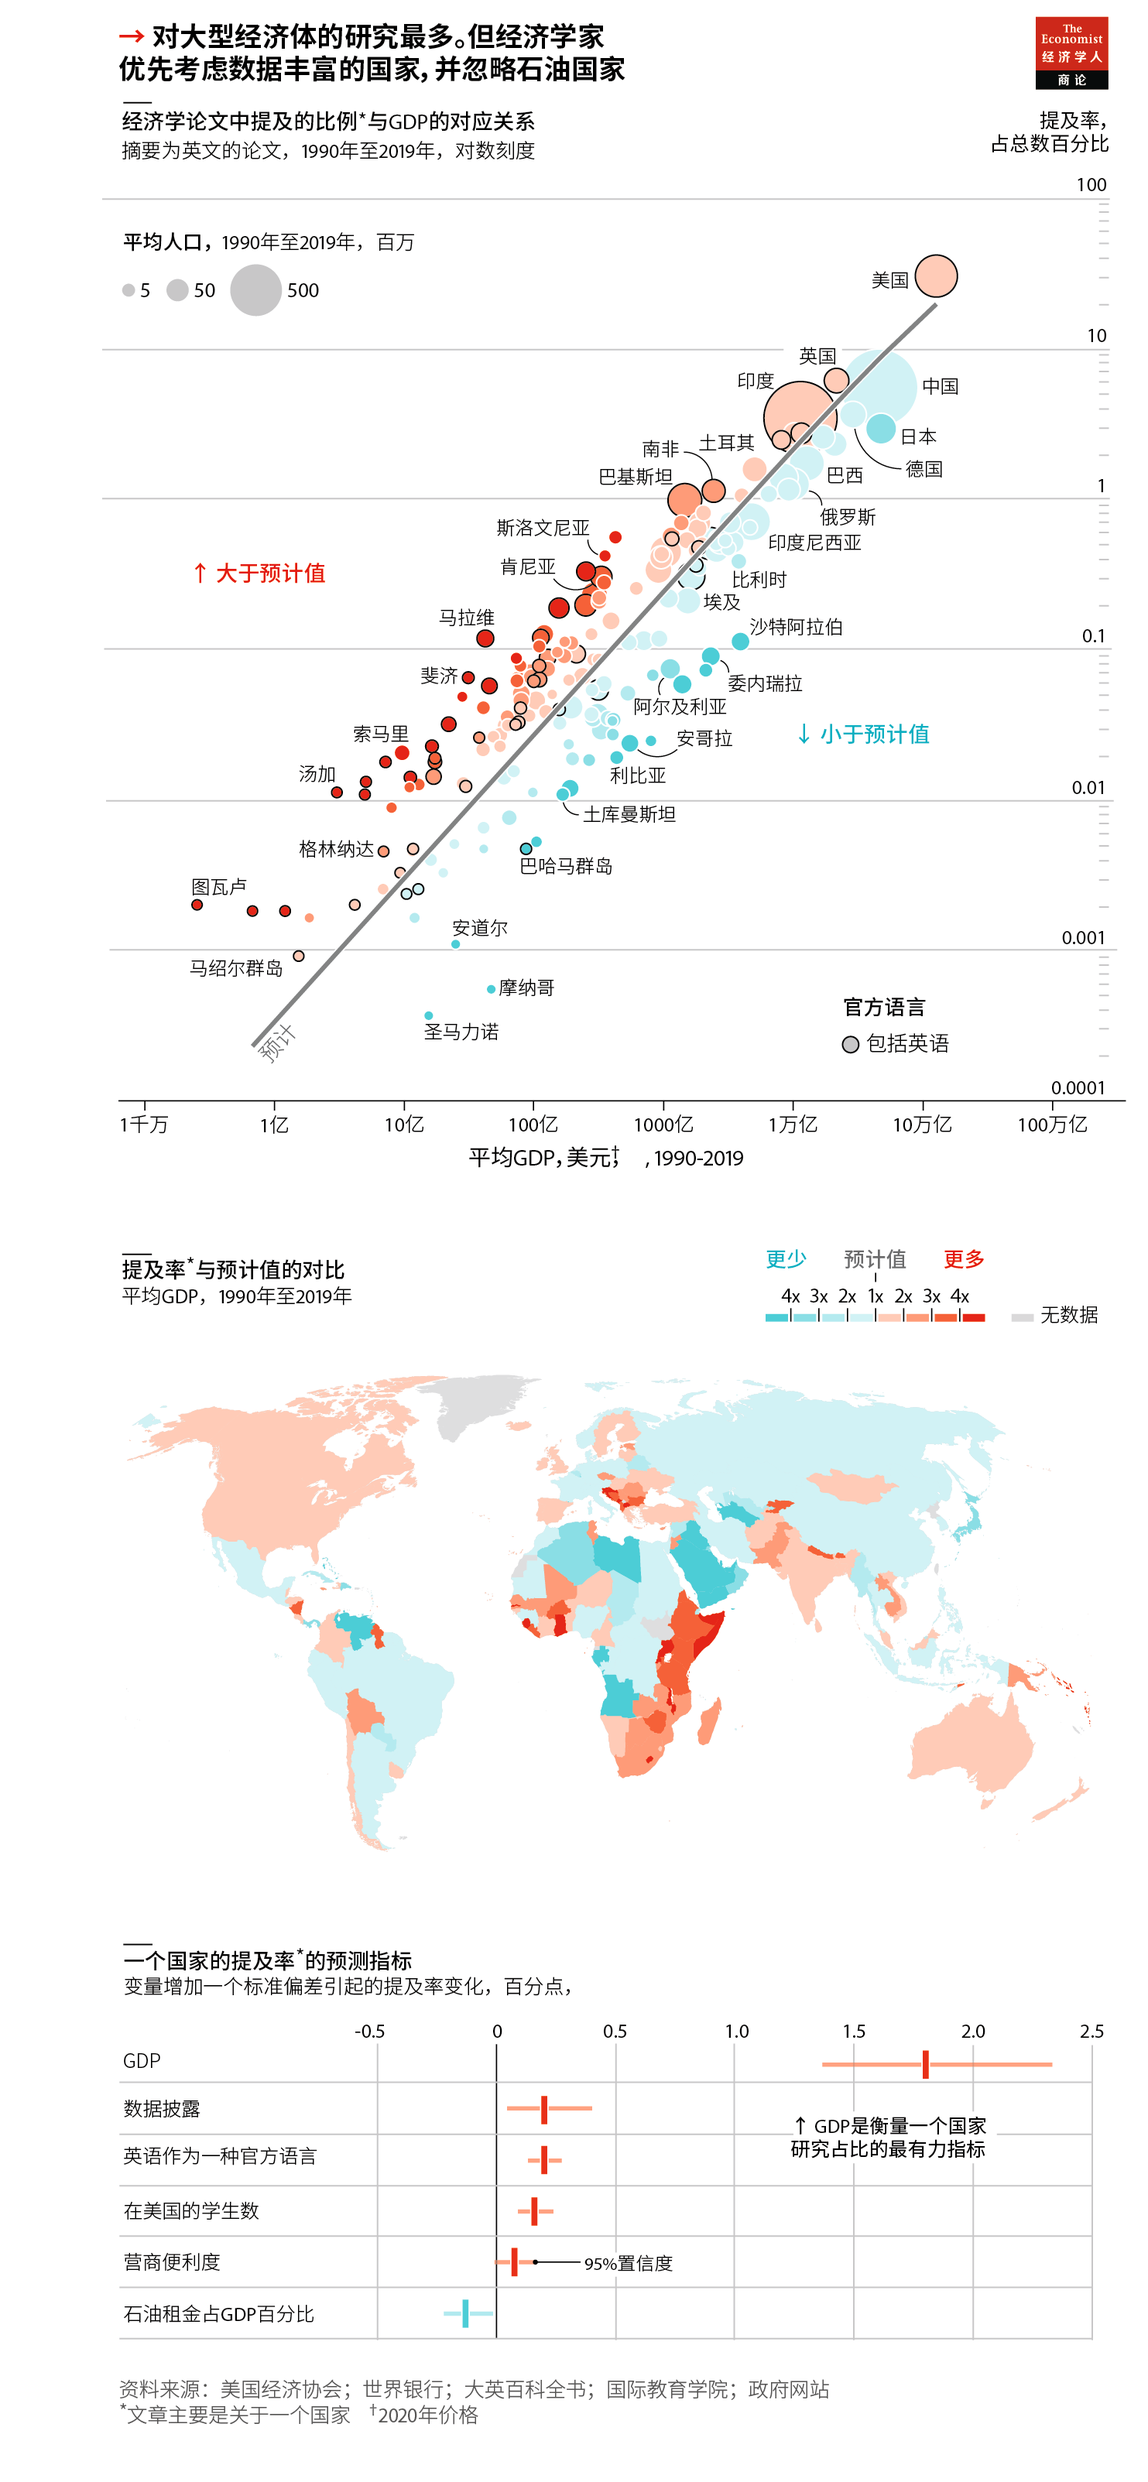 → 对大型经济体的研究最多。但经济学家
优先考虑数据丰富的国家，并忽略石油国家
The
Economist
经济学人
商论
经济学论文中提及的比例*与GDP的对应关系
摘要为英文的论文，1990年至2019年，对数刻度
提及率，
占总数百分比
100
平均人口，1990年至2019年，百万
5 50 500
美国
10
英国
印度
中国
日本
南非
土耳其
德国
巴基斯坦
巴西
1
俄罗斯
斯洛文尼亚
印度尼西亚
肯尼亚
↑ 大于预计值
比利时
埃及
马拉维
沙特阿拉伯
0.1
斐济
委内瑞拉
阿尔及利亚
索马里
↓ 小于预计值
安哥拉
汤加
利比亚
0.01
土库曼斯坦
格林纳达
巴哈马群岛
图瓦卢
安道尔
0.001
马绍尔群岛
摩纳哥
官方语言
圣马力诺
预计
包括英语
0.0001
1千万 1亿 10亿 100亿 1000亿 1万亿 10万亿 100万亿
平均GDP，美元；† , 1990-2019
提及率*与预计值的对比
平均GDP，1990年至2019年
更少 预计值 更多
4x 3x 2x 1x 2x 3x 4x
无数据
一个国家的提及率*的预测指标
变量增加一个标准偏差引起的提及率变化，百分点，
-0.5 0 0.5 1.0 1.5 2.0 2.5
GDP
数据披露
↑ GDP是衡量一个国家
研究占比的最有力指标
英语作为一种官方语言
在美国的学生数
营商便利度
95%置信度
石油租金占GDP百分比
资料来源：美国经济协会；世界银行；大英百科全书；国际教育学院；政府网站
*文章主要是关于一个国家 †2020年价格